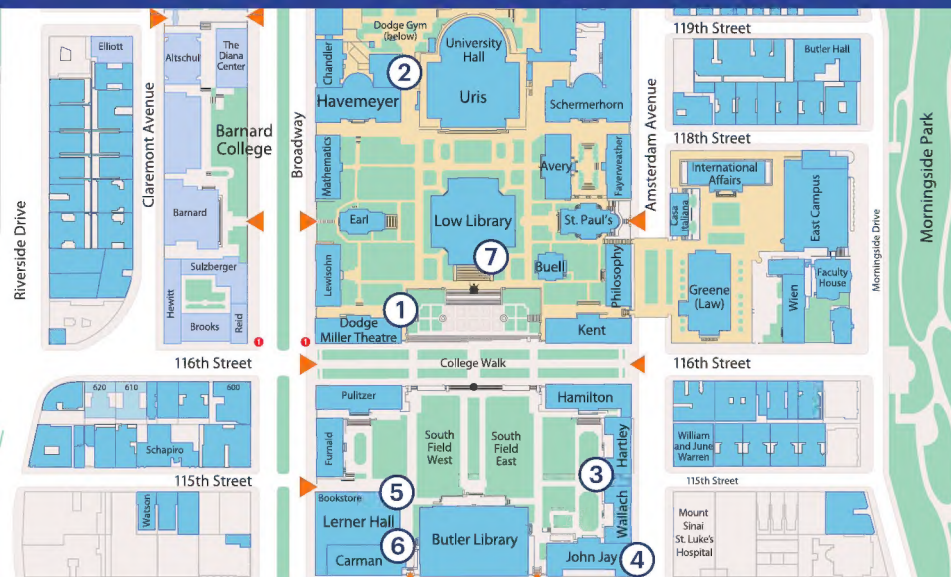 Dodge Gym
(below)
119th Street
Elliott
Altschul
The
Diana
Center
Chandler
University
Hall
Butler Hall
2
Uris
Havemeyer
Schermerhorn
Claremont Avenue
Barnard
College
Broadway
Amsterdam Avenue
118th Street
Morningside Park
Mathematics
Avery
Fayerweather
International
Affairs
Riverside Drive
Barnard
Earl
Low Library
St. Paul's
Casa
Italiana
East Campus
7
Sulzberger
Lewisohn
Buell
Philosophy
Greene
(Law)
Wien
Faculty
House
Morningside Drive
Hewitt
Brooks
Reid
1
Dodge
Miller Theatre
Kent
1
1
116th Street
College Walk
116th Street
620
610
600
Pulitzer
Hamilton
Schapiro
Furnald
South
Field
West
South
Field
East
Hartley
William
and June
Warren
3
115th Street
115th Street
Watson
Bookstore
5
Wallach
Lerner Hall
Mount
Sinai
St. Luke's
Hospital
6
Carman
Butler Library
John Jay
4